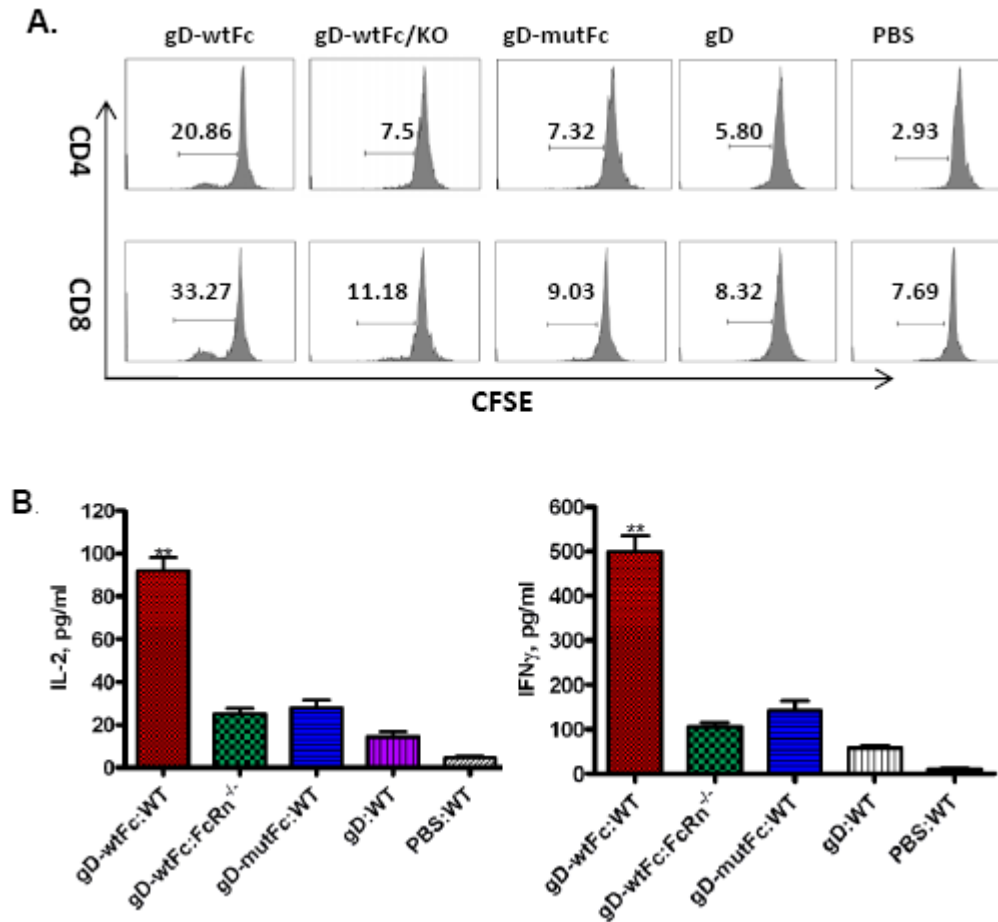 A.
gD-wtFc gD-wtFc/KO gD-mutFc gD PBS
CD4
20.86 7.5 7.32 5.80 2.93
CD8
33.27 11.18 9.03 8.32 7.69
CFSE
B.
IL-2, pg/ml
120
100
80
60
40
20
0
**
gD-wtFc:WT
gD-wtFc:FcRn-/-
gD-mutFc:WT
gD:WT
PBS:WT
IFNγ, pg/ml
600
500
400
300
200
100
0
**
gD-wtFc:WT
gD-wtFc:FcRn-/-
gD-mutFc:WT
gD:WT
PBS:WT